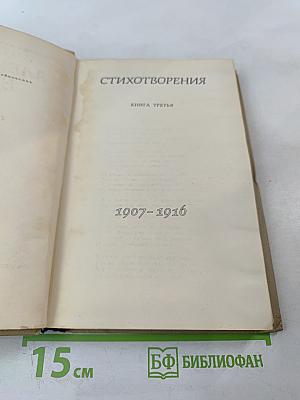 СТИХОТВОРЕНИЯ
КНИГА ТРЕТЬЯ
1907–1916
15 см
БФ БИБЛИОФАН